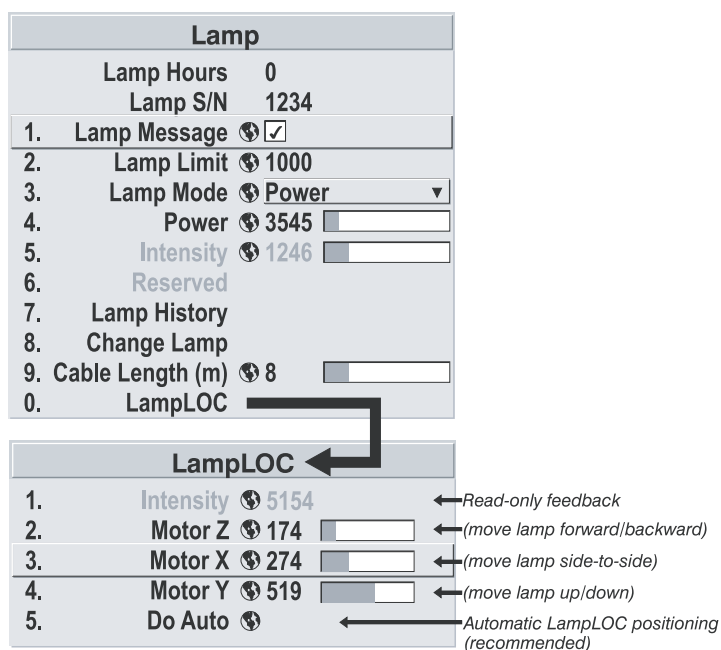 Lamp
Lamp Hours 0
Lamp S/N 1234
1. Lamp Message
2. Lamp Limit 1000
3. Lamp Mode Power
4. Power 3545
5. Intensity 1246
6. Reserved
7. Lamp History
8. Change Lamp
9. Cable Length (m) 8
0. LampLOC
LampLOC
1. Intensity 5154 Read-only feedback
2. Motor Z 174 (move lamp forward/backward)
3. Motor X 274 (move lamp side-to-side)
4. Motor Y 519 (move lamp up/down)
5. Do Auto Automatic LampLOC positioning
(recommended)